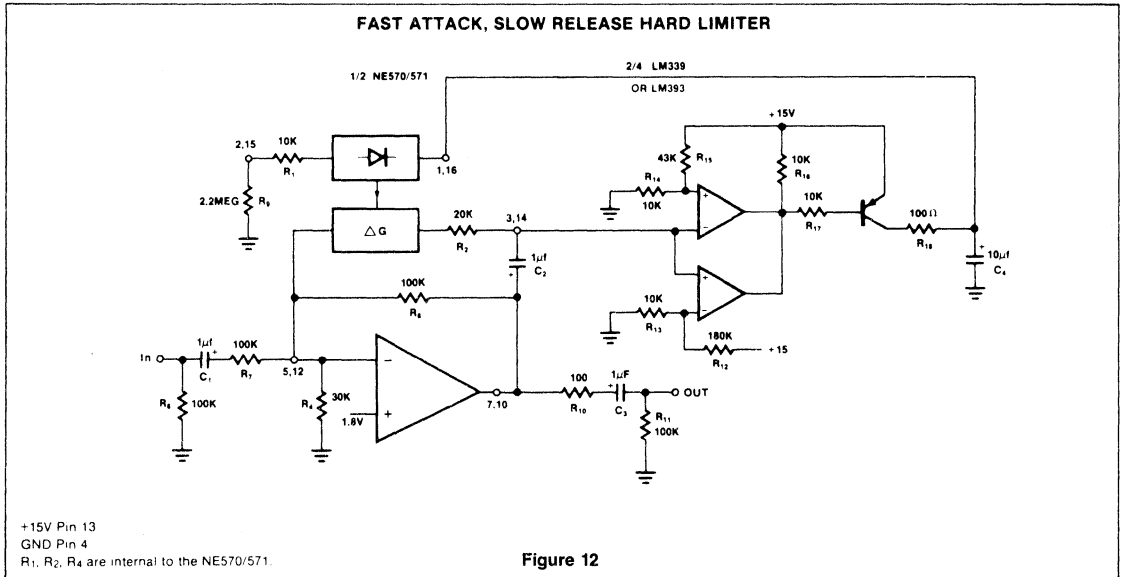 FAST ATTACK, SLOW RELEASE HARD LIMITER
1/2 NE570/571
2/4 LM339
OR LM393
+15V
2,15
10K
R1
1,16
2.2MEG
R9
ΔG
20K
R2
3,14
1µf
+
C2
100K
R6
43K
R15
R14
10K
+
−
10K
R16
10K
R17
100Ω
R18
+
10µf
C4
+
−
10K
R13
180K
R12
+15
In
1µf
+
C1
100K
R7
5,12
R6
100K
R4
30K
−
+
1.8V
7.10
100
R10
1µF
+
C3
OUT
R11
100K
+15V Pin 13
GND Pin 4
R1, R2, R4 are internal to the NE570/571.
Figure 12